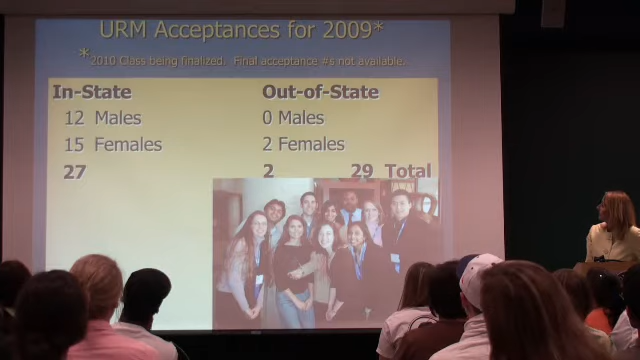 URM Acceptances for 2009*
*2010 Class being finalized. Final acceptance #s not available.
In-State Out-of-State
12 Males 0 Males
15 Females 2 Females
27 2 29 Total